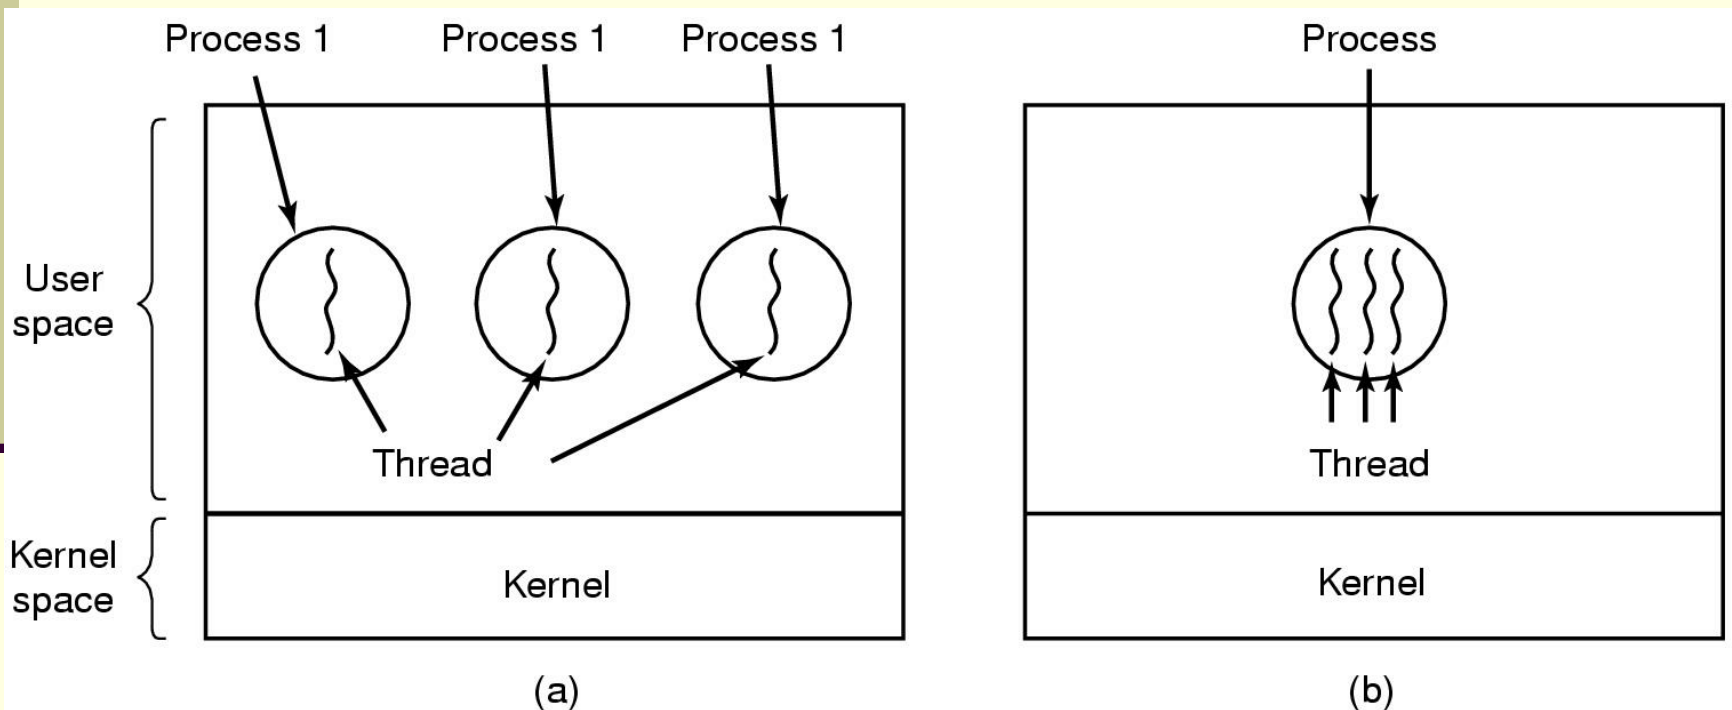 Process 1
Process 1
Process 1
Process
User
space
Thread
Thread
Kernel
space
Kernel
Kernel
(a)
(b)